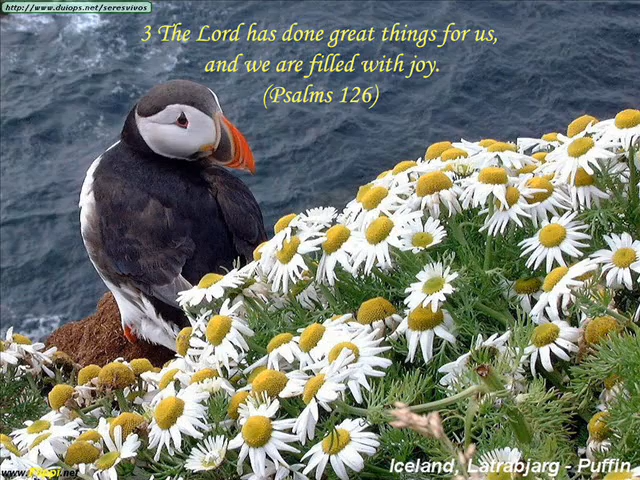 http://www.duiops.net/seresvivos
3 The Lord has done great things for us,
and we are filled with joy.
(Psalms 126)
Iceland, Latrabjarg - Puffin